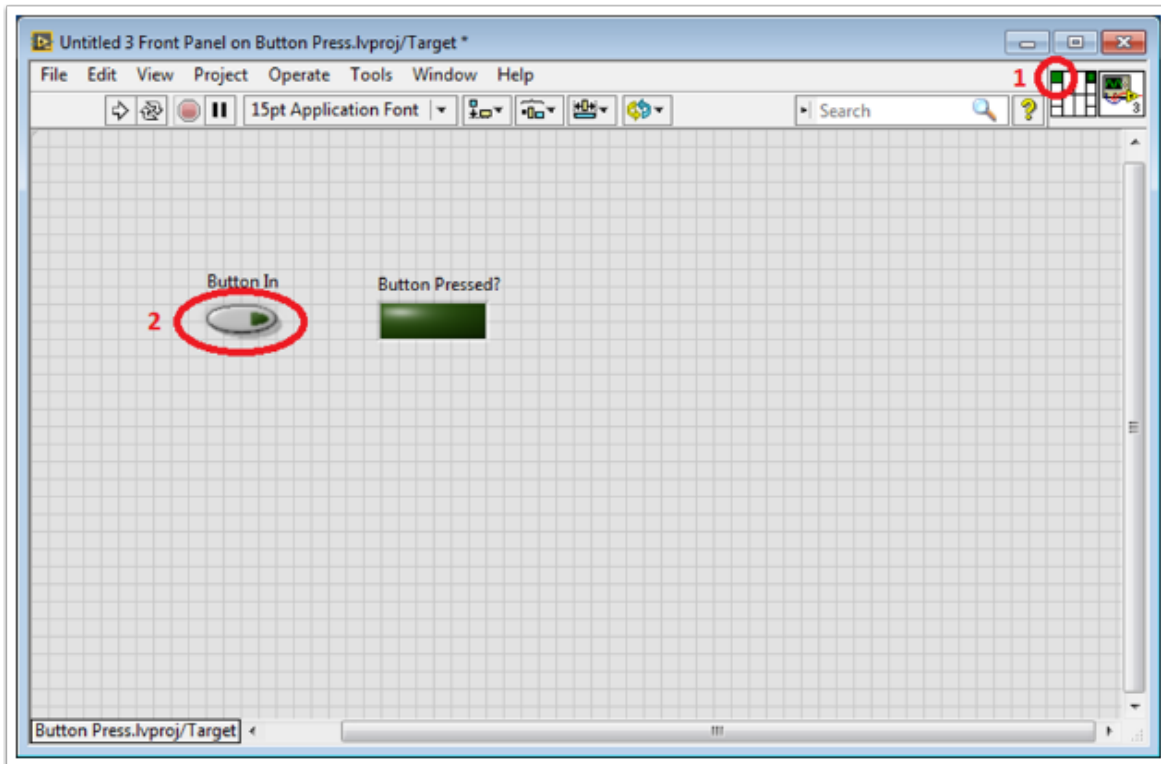 Untitled 3 Front Panel on Button Press.lvproj/Target *
File Edit View Project Operate Tools Window Help
1
15pt Application Font
Search
?
3
Button In
Button Pressed?
2
Button Press.lvproj/Target